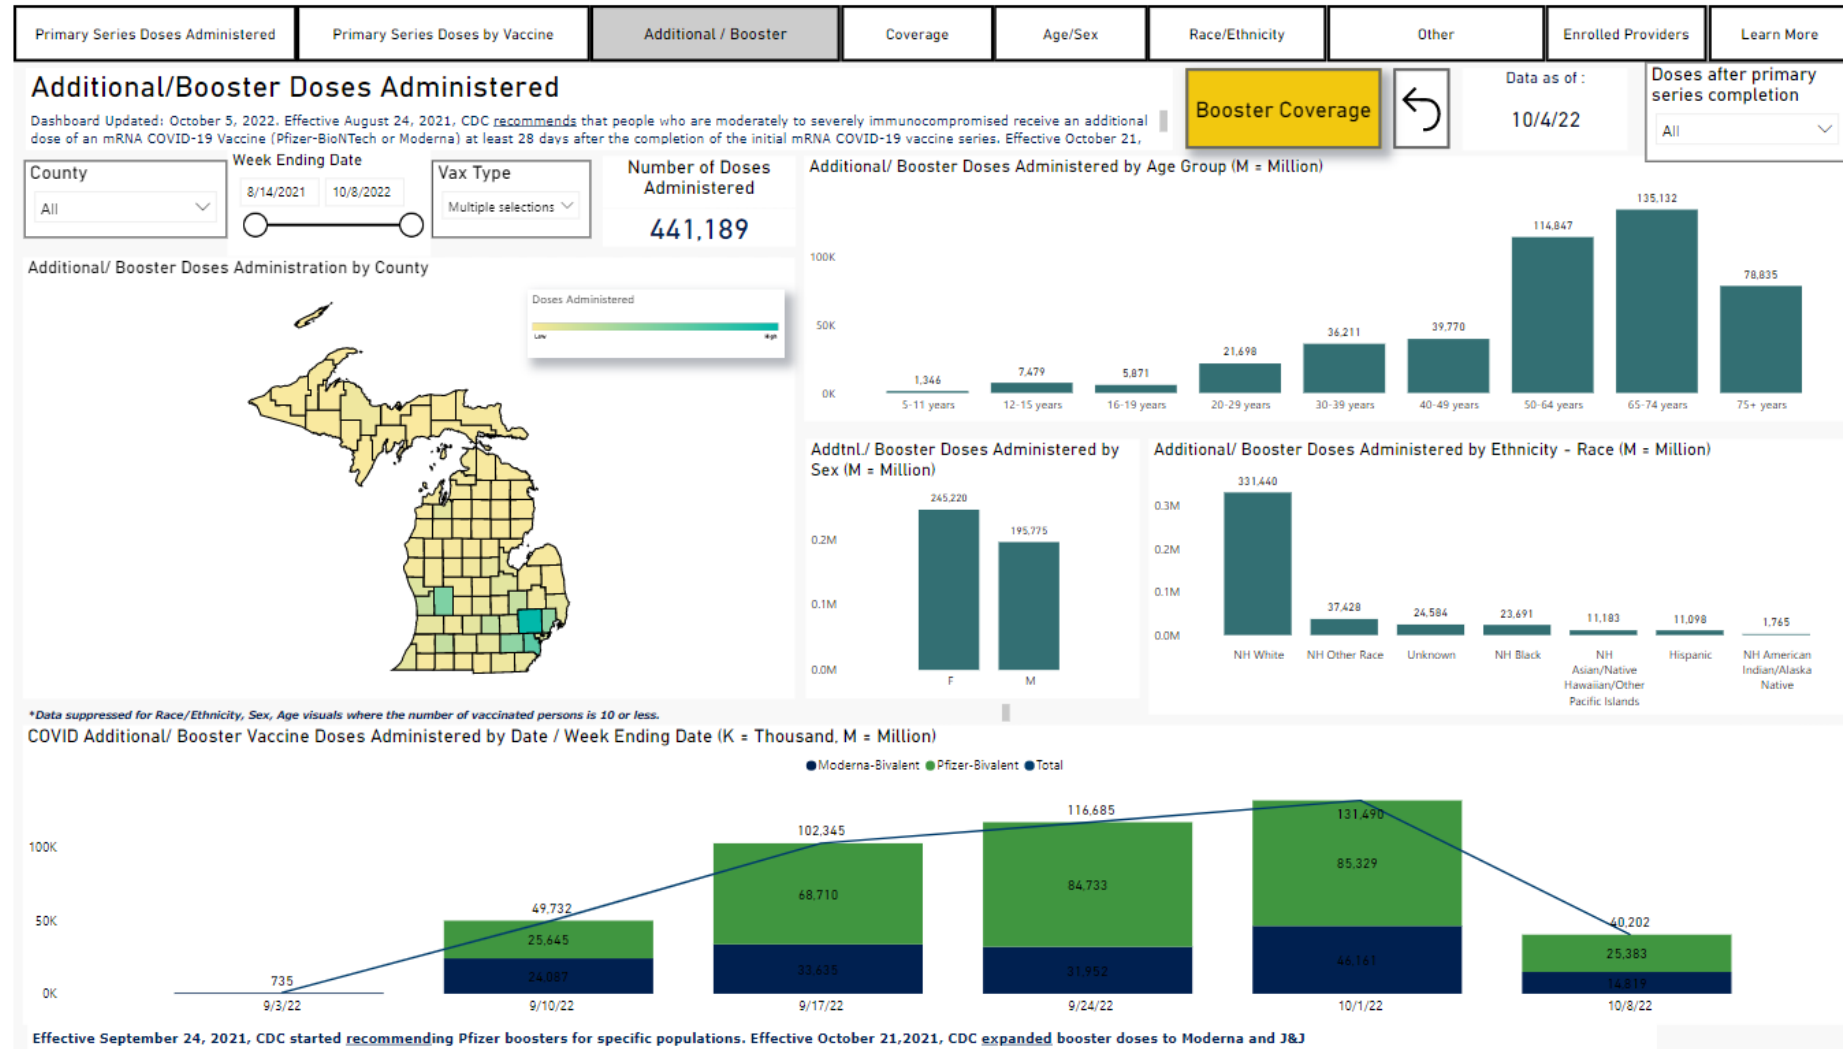 Primary Series Doses Administered
Primary Series Doses by Vaccine
Additional / Booster
Coverage
Age/Sex
Race/Ethnicity
Other
Enrolled Providers
Learn More
Additional/Booster Doses Administered
Dashboard Updated: October 5, 2022. Effective August 24, 2021, CDC recommends that people who are moderately to severely immunocompromised receive an additional
dose of an mRNA COVID-19 Vaccine (Pfizer-BioNTech or Moderna) at least 28 days after the completion of the initial mRNA COVID-19 vaccine series. Effective October 21,
Booster Coverage
Data as of :
10/4/22
Doses after primary
series completion
All
County
All
Week Ending Date
8/14/2021
10/8/2022
Vax Type
Multiple selections
Number of Doses
Administered
441,189
Additional/ Booster Doses Administered by Age Group (M = Million)
100K
50K
0K
1,346
7,479
5,871
21,698
36,211
39,770
114,847
135,132
78,835
5-11 years
12-15 years
16-19 years
20-29 years
30-39 years
40-49 years
50-64 years
65-74 years
75+ years
Additional/ Booster Doses Administration by County
Doses Administered
Low
High
Addtnl./ Booster Doses Administered by
Sex (M = Million)
0.2M
0.1M
0.0M
245,220
195,775
F
M
Additional/ Booster Doses Administered by Ethnicity - Race (M = Million)
0.3M
0.2M
0.1M
0.0M
331,440
37,428
24,584
23,691
11,183
11,098
1,765
NH White
NH Other Race
Unknown
NH Black
NH
Asian/Native
Hawaiian/Other
Pacific Islands
Hispanic
NH American
Indian/Alaska
Native
*Data suppressed for Race/Ethnicity, Sex, Age visuals where the number of vaccinated persons is 10 or less.
COVID Additional/ Booster Vaccine Doses Administered by Date / Week Ending Date (K = Thousand, M = Million)
Moderna-Bivalent
Pfizer-Bivalent
Total
100K
50K
0K
735
49,732
25,645
24,087
102,345
68,710
33,635
116,685
84,733
31,952
131,490
85,329
46,161
40,202
25,383
14,819
9/3/22
9/10/22
9/17/22
9/24/22
10/1/22
10/8/22
Effective September 24, 2021, CDC started recommending Pfizer boosters for specific populations. Effective October 21,2021, CDC expanded booster doses to Moderna and J&J